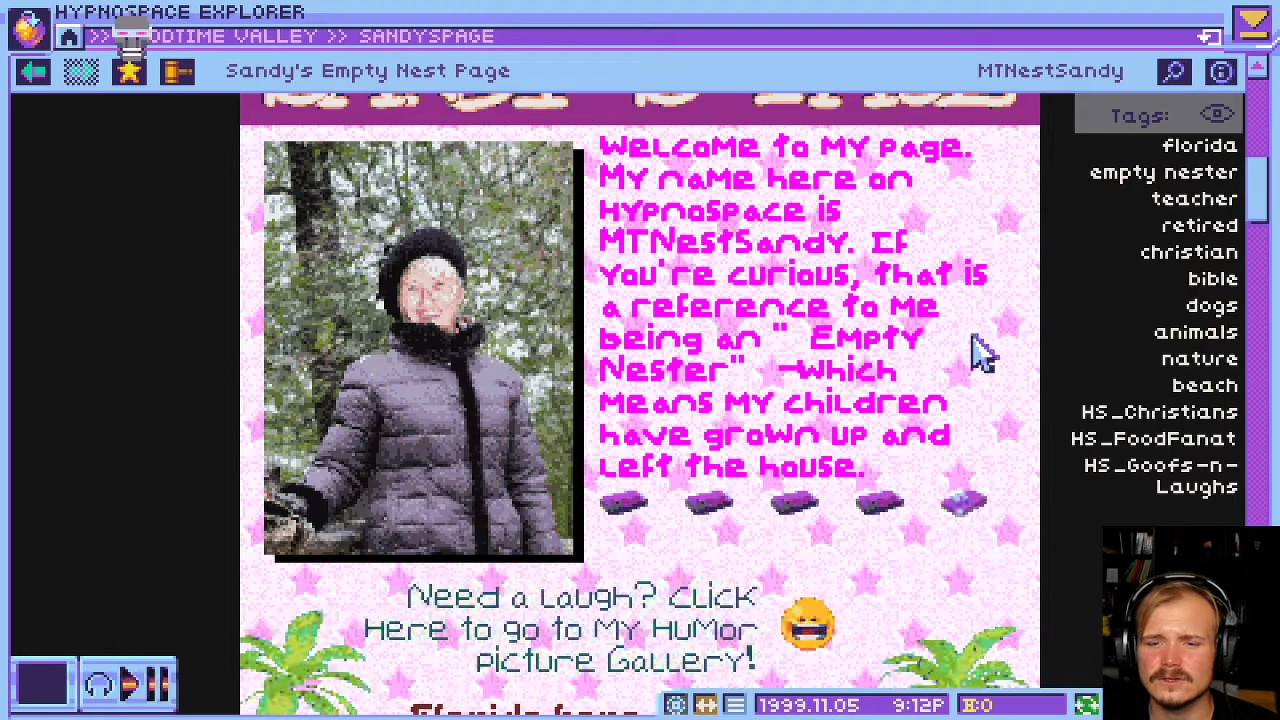 HYPNOSPACE EXPLORER
>> ODTIME VALLEY >> SANDYSPAGE
Sandy's Empty Nest Page
MTNestSandy
Welcome to my page.
My name here on
Hypnospace is
MTNestSandy. If
you're curious, that is
a reference to me
being an " Empty
Nester" -which
means my children
have grown up and
left the house.
Need a laugh? Click
Here to go to my Humor
picture Gallery!
Tags:
florida
empty nester
teacher
retired
christian
bible
dogs
animals
nature
beach
HS_Christians
HS_FoodFanat
HS_Goofs-n-
Laughs
1999.11.05 9:12P
:0